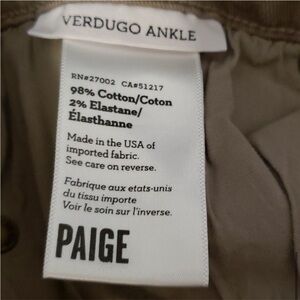 VERDUGO ANKLE
RN#27002 CA#51217
98% Cotton/Coton
2% Elastane/
Élasthanne
Made in the USA of
imported fabric.
See care on reverse.
Fabrique aux etats-unis
du tissu importe
Voir le soin sur l'inverse.
PAIGE